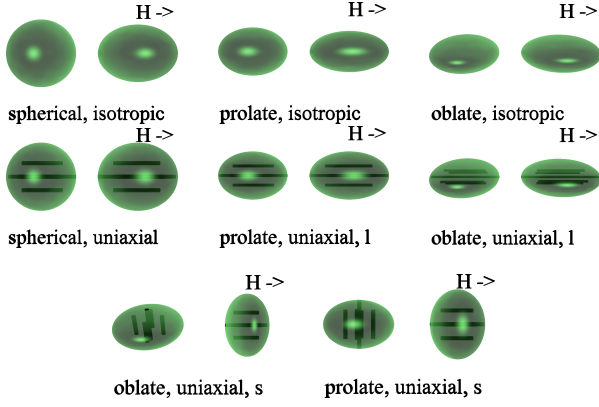 H ->
H ->
H ->
spherical, isotropic
prolate, isotropic
oblate, isotropic
H ->
H ->
H ->
spherical, uniaxial
prolate, uniaxial, l
oblate, uniaxial, l
H ->
H ->
oblate, uniaxial, s
prolate, uniaxial, s